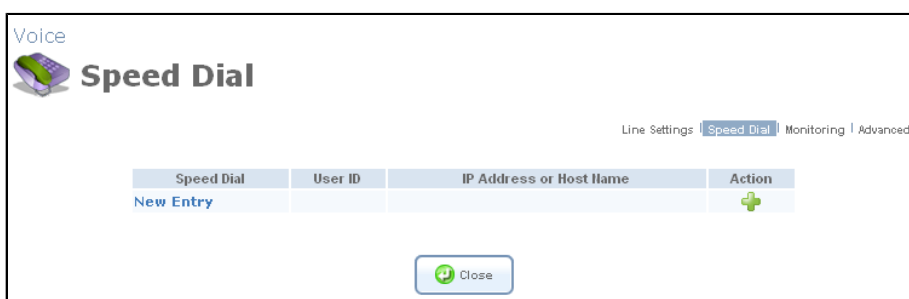 Voice
Speed Dial
Line Settings | Speed Dial | Monitoring | Advanced
Speed Dial User ID IP Address or Host Name Action
New Entry
Close